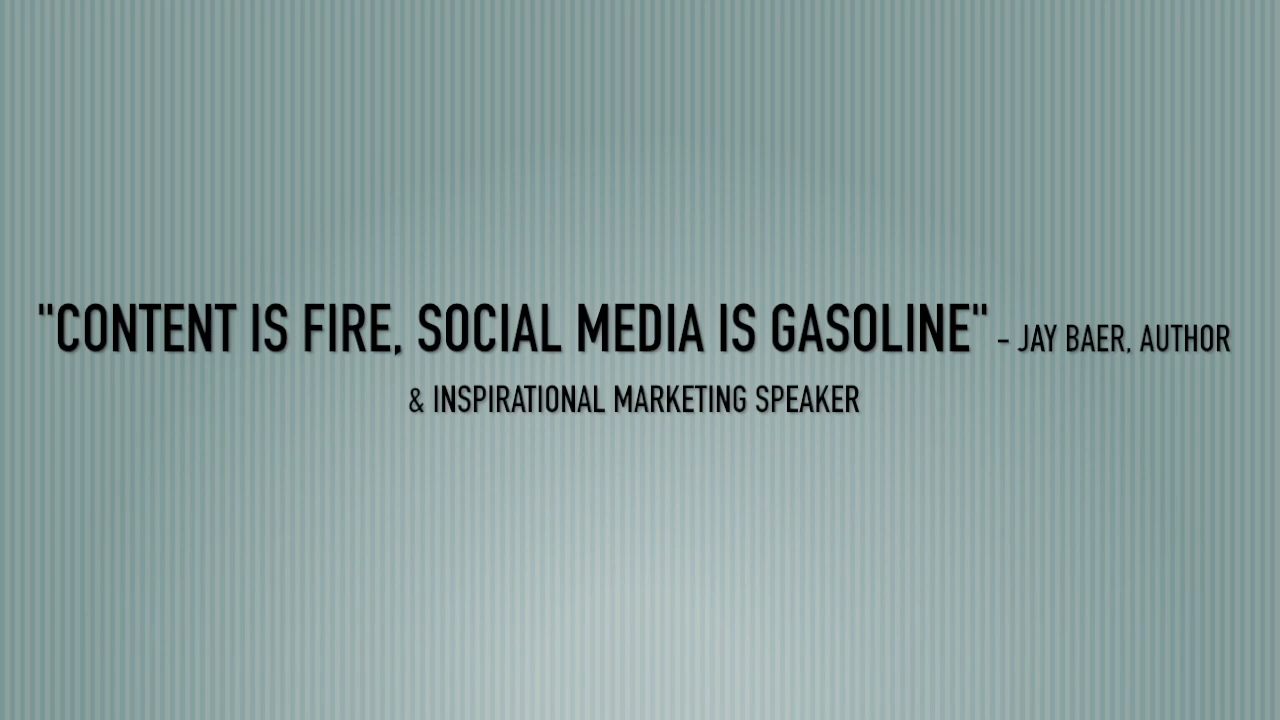 "CONTENT IS FIRE, SOCIAL MEDIA IS GASOLINE" – JAY BAER, AUTHOR
& INSPIRATIONAL MARKETING SPEAKER